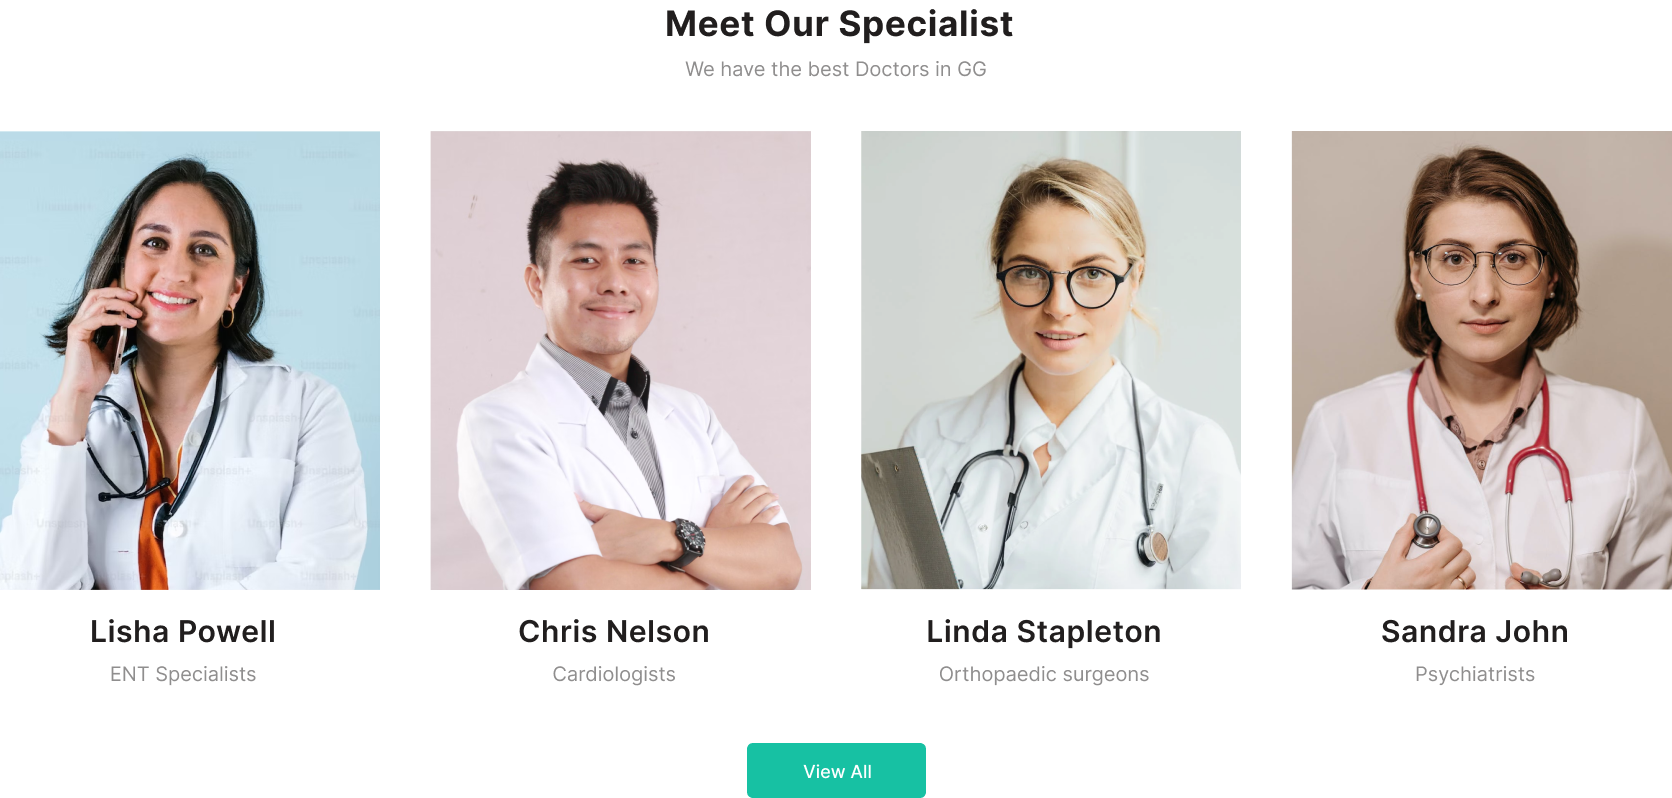 Meet Our Specialist
We have the best Doctors in GG
Lisha Powell
Chris Nelson
Linda Stapleton
Sandra John
ENT Specialists
Cardiologists
Orthopaedic surgeons
Psychiatrists
View All